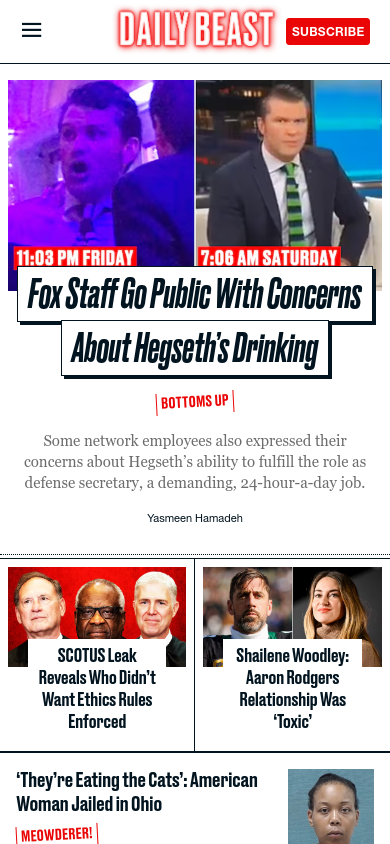 DAILY BEAST
SUBSCRIBE
11:03 PM FRIDAY
7:06 AM SATURDAY
Fox Staff Go Public With Concerns
About Hegseth's Drinking
BOTTOMS UP
Some network employees also expressed their
concerns about Hegseth's ability to fulfill the role as
defense secretary, a demanding, 24-hour-a-day job.
Yasmeen Hamadeh
SCOTUS Leak
Reveals Who Didn't
Want Ethics Rules
Enforced
Shailene Woodley:
Aaron Rodgers
Relationship Was
'Toxic'
‘They’re Eating the Cats’: American
Woman Jailed in Ohio
MEOWDERER!